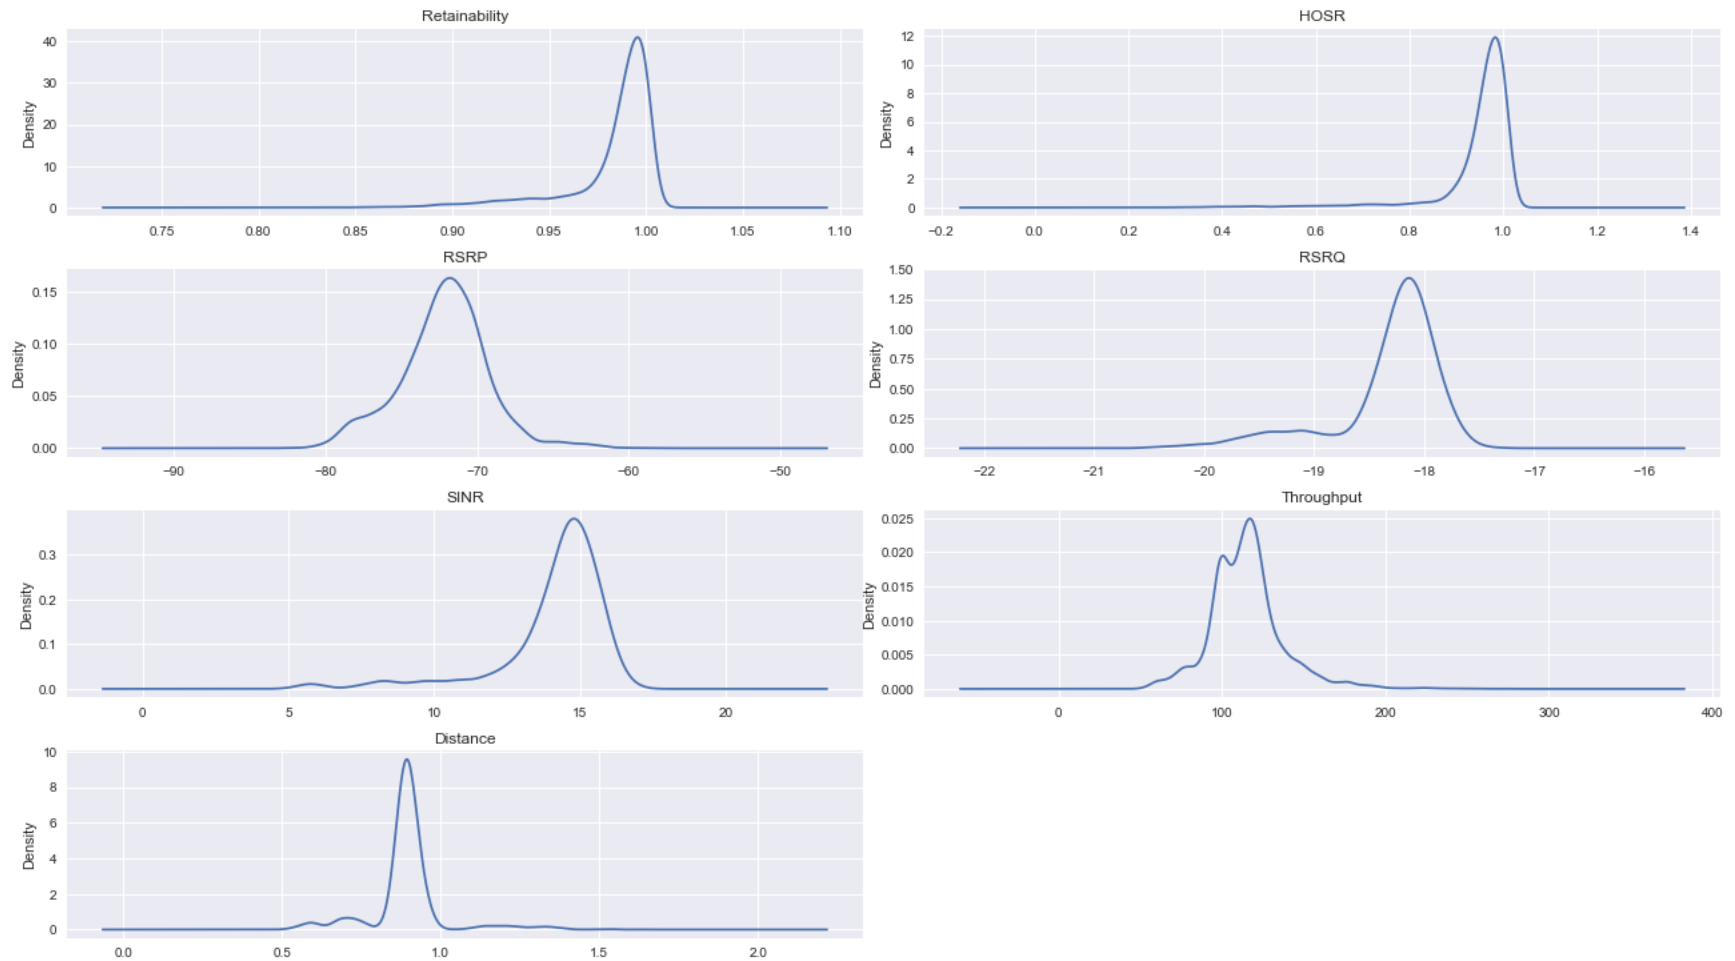 Retainability
Density
40
30
20
10
0
0.75 0.80 0.85 0.90 0.95 1.00 1.05 1.10
HOSR
Density
12
10
8
6
4
2
0
−0.2 0.0 0.2 0.4 0.6 0.8 1.0 1.2 1.4
RSRP
Density
0.15
0.10
0.05
0.00
−90 −80 −70 −60 −50
RSRQ
Density
1.50
1.25
1.00
0.75
0.50
0.25
0.00
−22 −21 −20 −19 −18 −17 −16
SINR
Density
0.3
0.2
0.1
0.0
0 5 10 15 20
Throughput
Density
0.025
0.020
0.015
0.010
0.005
0.000
0 100 200 300 400
Distance
Density
10
8
6
4
2
0
0.0 0.5 1.0 1.5 2.0